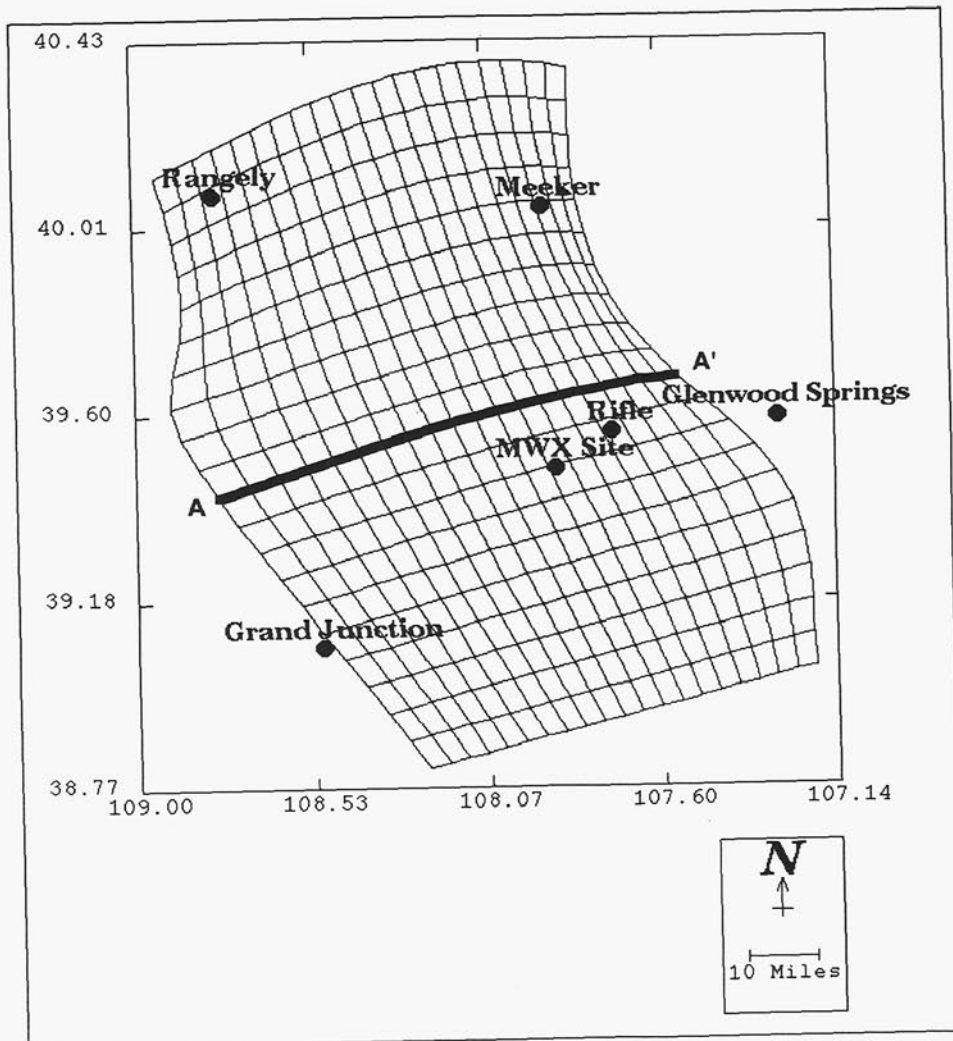 40.43
Rangely
Meeker
40.01
A'
Glenwood Springs
39.60
Rifle
MWX Site
A
39.18
Grand Junction
38.77
109.00 108.53 108.07 107.60 107.14
N
10 Miles